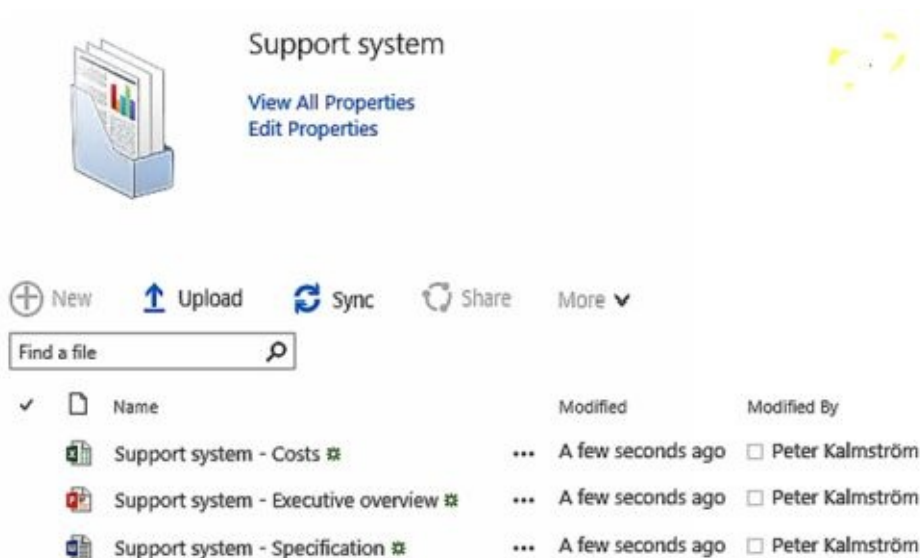 Support system
View All Properties
Edit Properties
New Upload Sync Share More
Find a file
Name Modified Modified By
Support system - Costs ... A few seconds ago Peter Kalmström
Support system - Executive overview ... A few seconds ago Peter Kalmström
Support system - Specification ... A few seconds ago Peter Kalmström